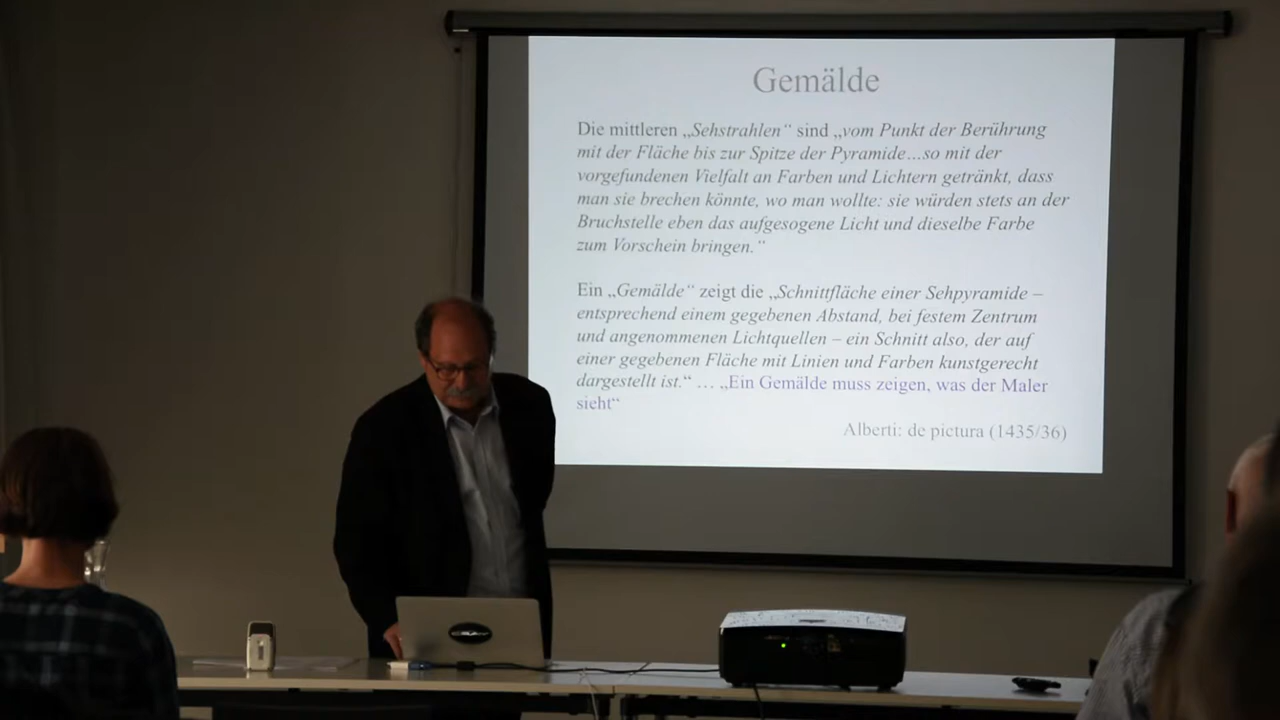 Gemälde
Die mittleren „Sehstrahlen“ sind „vom Punkt der Berührung
mit der Fläche bis zur Spitze der Pyramide…so mit der
vorgefundenen Vielfalt an Farben und Lichtern getränkt, dass
man sie brechen könnte, wo man wollte: sie würden stets an der
Bruchstelle eben das aufgesogene Licht und dieselbe Farbe
zum Vorschein bringen.“
Ein „Gemälde“ zeigt die „Schnittfläche einer Sehpyramide –
entsprechend einem gegebenen Abstand, bei festem Zentrum
und angenommenen Lichtquellen – ein Schnitt also, der auf
einer gegebenen Fläche mit Linien und Farben kunstgerecht
dargestellt ist.“ … „Ein Gemälde muss zeigen, was der Maler
sieht“
Alberti: de pictura (1435/36)